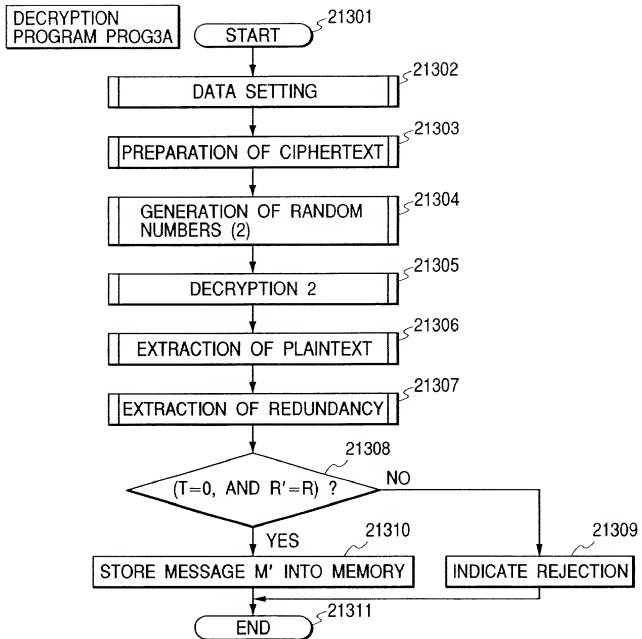 DECRYPTION
PROGRAM PROG3A
21301
START
21302
DATA SETTING
21303
PREPARATION OF CIPHERTEXT
21304
GENERATION OF RANDOM
NUMBERS (2)
21305
DECRYPTION 2
21306
EXTRACTION OF PLAINTEXT
21307
EXTRACTION OF REDUNDANCY
21308
(T=0, AND R'=R) ?
NO
YES
21310
21309
STORE MESSAGE M' INTO MEMORY
INDICATE REJECTION
21311
END